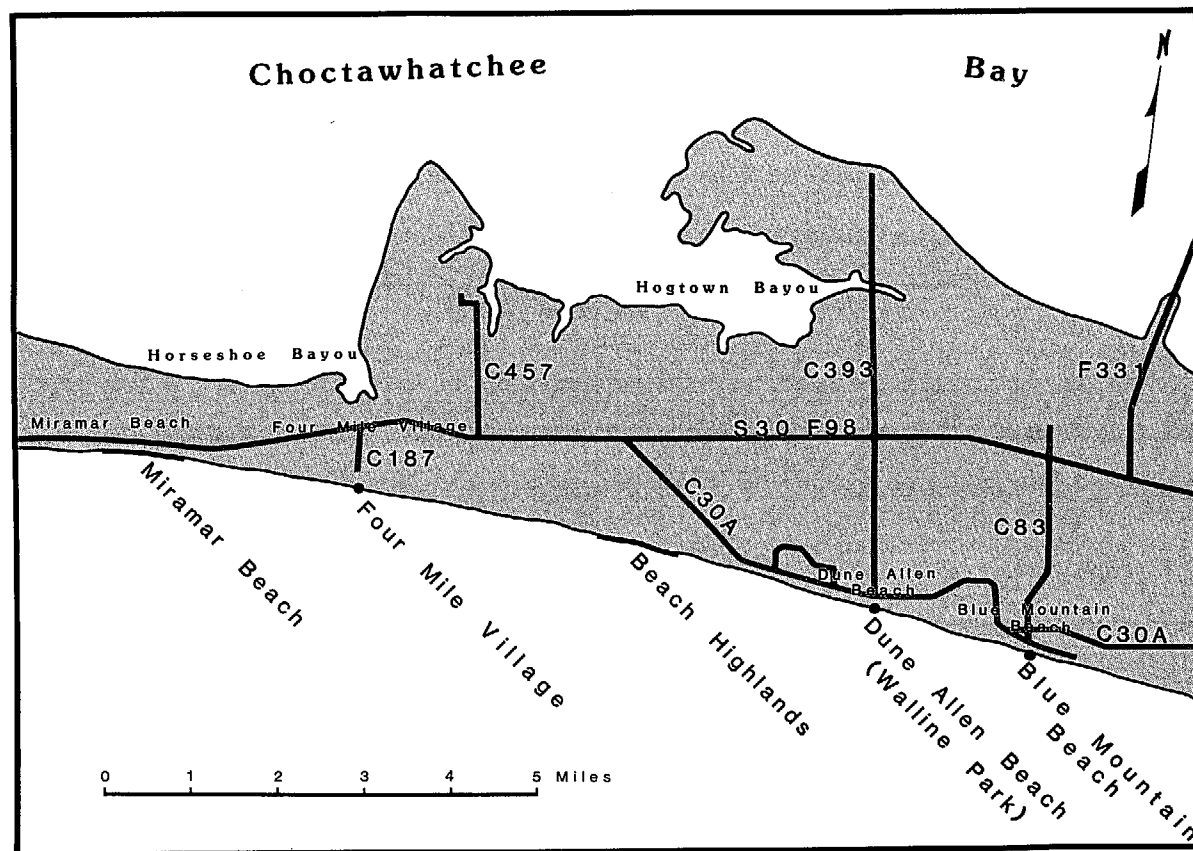 Choctawhatchee Bay
N
Hogtown Bayou
Horseshoe Bayou
C457
C393
F331
Miramar Beach
Four Mile Village
S30 F98
C187
C30A
C83
Miramar Beach
Four Mile Village
Beach Highlands
Dune Allen
Beach
Blue Mountain
Beach
C30A
Dune Allen Beach
(Walline Park)
Blue Mountain
Beach
0 1 2 3 4 5 Miles